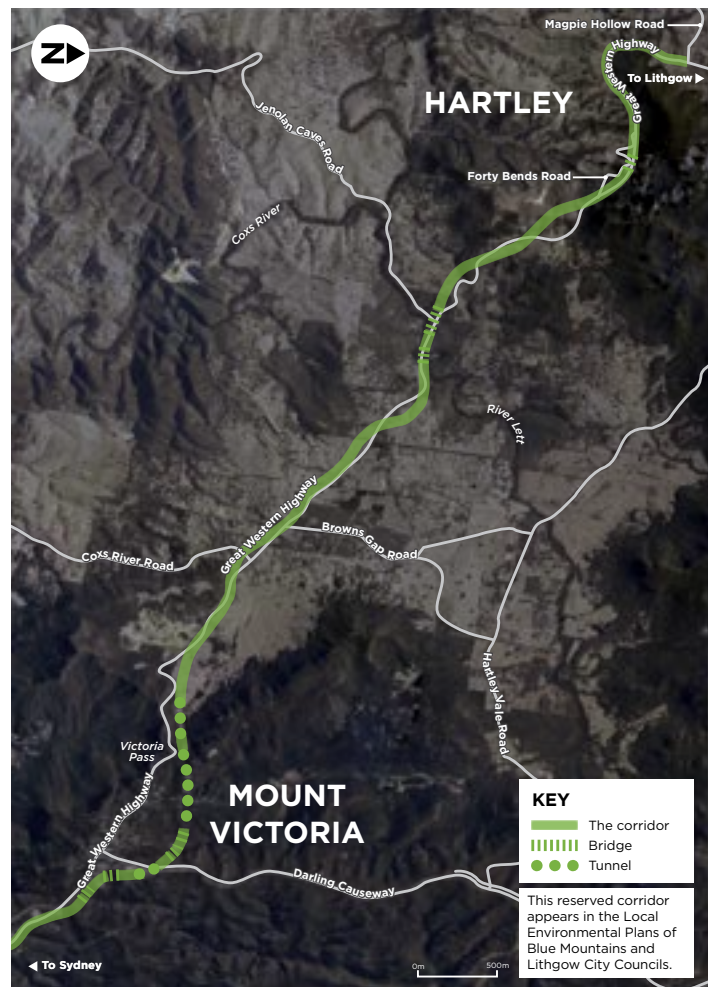 Magpie Hollow Road
Great Western Highway
To Lithgow
N
HARTLEY
Jenolan Caves Road
Forty Bends Road
Coxs River
River Lett
Great Western Highway
Browns Gap Road
Coxs River Road
Hartley Vale Road
Victoria
Pass
MOUNT
VICTORIA
Great Western Highway
Darling Causeway
To Sydney
0m 500m
KEY
The corridor
Bridge
Tunnel
This reserved corridor
appears in the Local
Environmental Plans of
Blue Mountains and
Lithgow City Councils.